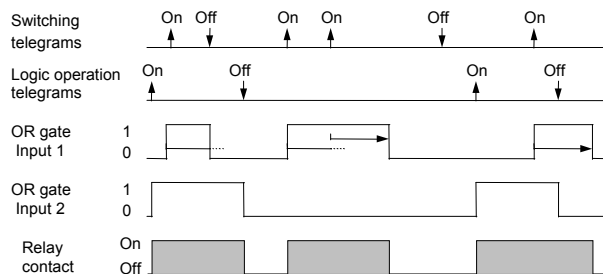 Switching
telegrams
On Off On On Off On
Logic operation
telegrams
On Off On Off
OR gate
Input 1
1
0
OR gate
Input 2
1
0
Relay
contact
On
Off